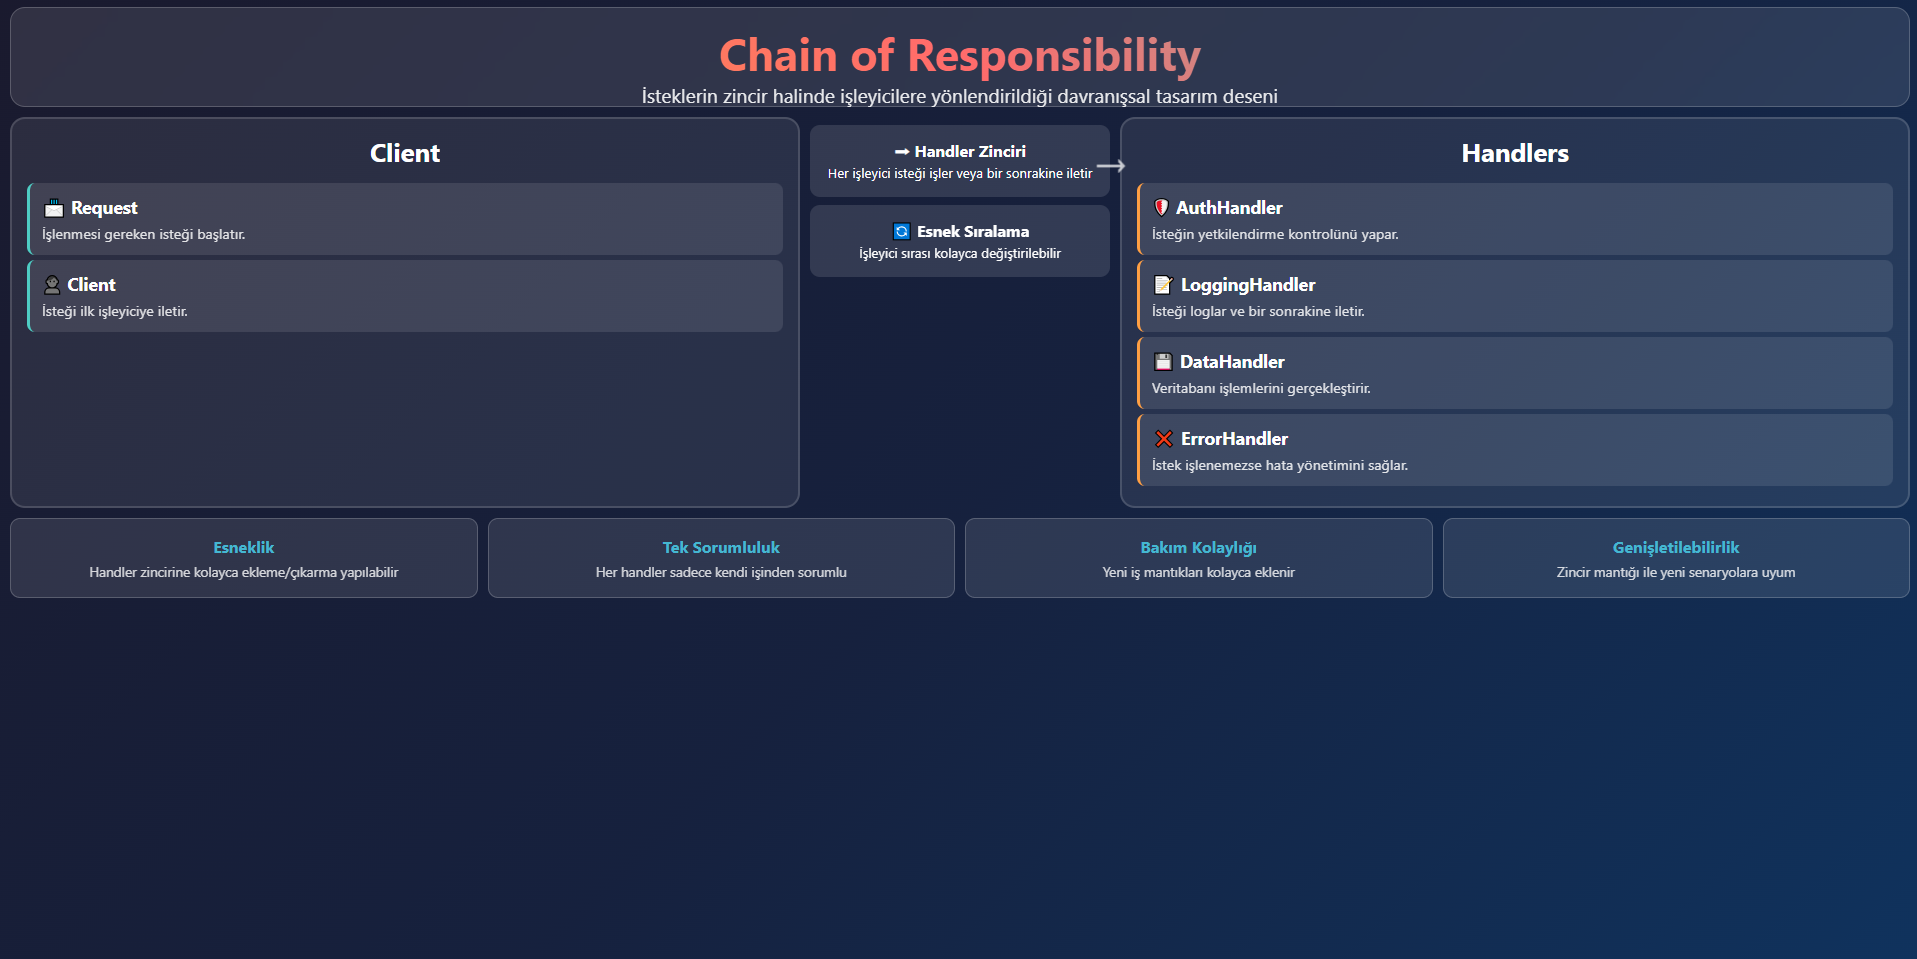 Chain of Responsibility
İsteklerin zincir halinde işleyicilere yönlendirildiği davranışsal tasarım deseni
Client
Request
İşlenmesi gereken isteği başlatır.
Client
İsteği ilk işleyiciye iletir.
Handler Zinciri
Her işleyici isteği işler veya bir sonrakine iletir
Esnek Sıralama
İşleyici sırası kolayca değiştirilebilir
Handlers
AuthHandler
İsteğin yetkilendirme kontrolünü yapar.
LoggingHandler
İsteği loglar ve bir sonrakine iletir.
DataHandler
Veritabanı işlemlerini gerçekleştirir.
ErrorHandler
İstek işlenemezse hata yönetimini sağlar.
Esneklik
Handler zincirine kolayca ekleme/çıkarma yapılabilir
Tek Sorumluluk
Her handler sadece kendi işinden sorumlu
Bakım Kolaylığı
Yeni iş mantıkları kolayca eklenir
Genişletilebilirlik
Zincir mantığı ile yeni senaryolara uyum